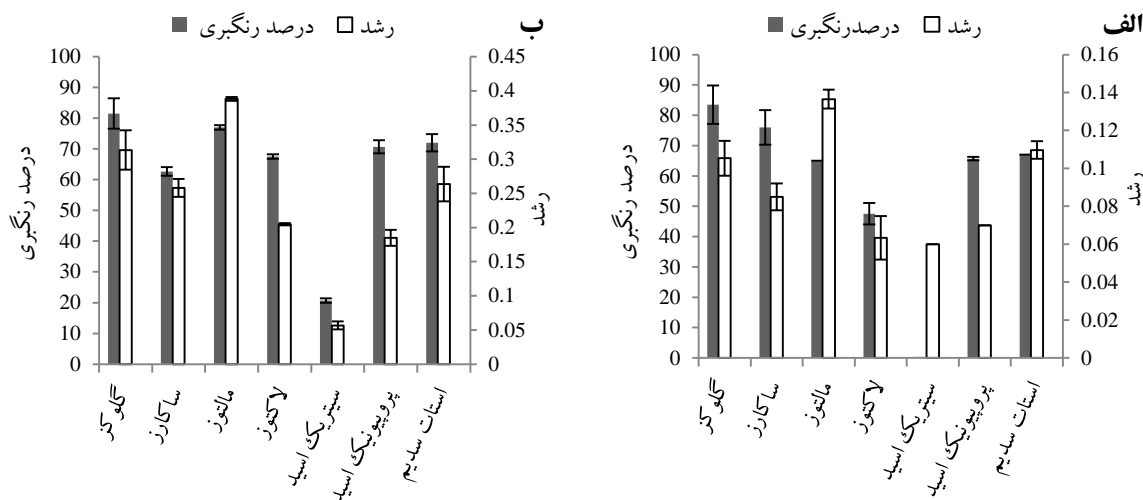 الف
درصدرنگبری رشد
درصد رنگبری
100
90
80
70
60
50
40
30
20
10
0
رشد
0.16
0.14
0.12
0.1
0.08
0.06
0.04
0.02
0
گلوکز
ساکارز
مالتوز
لاکتوز
سیتریک اسید
پروپیونیک اسید
استات سدیم
ب
درصد رنگبری رشد
درصد رنگبری
100
90
80
70
60
50
40
30
20
10
0
رشد
0.45
0.4
0.35
0.3
0.25
0.2
0.15
0.1
0.05
0
گلوکز
ساکارز
مالتوز
لاکتوز
سیتریک اسید
پروپیونیک اسید
استات سدیم